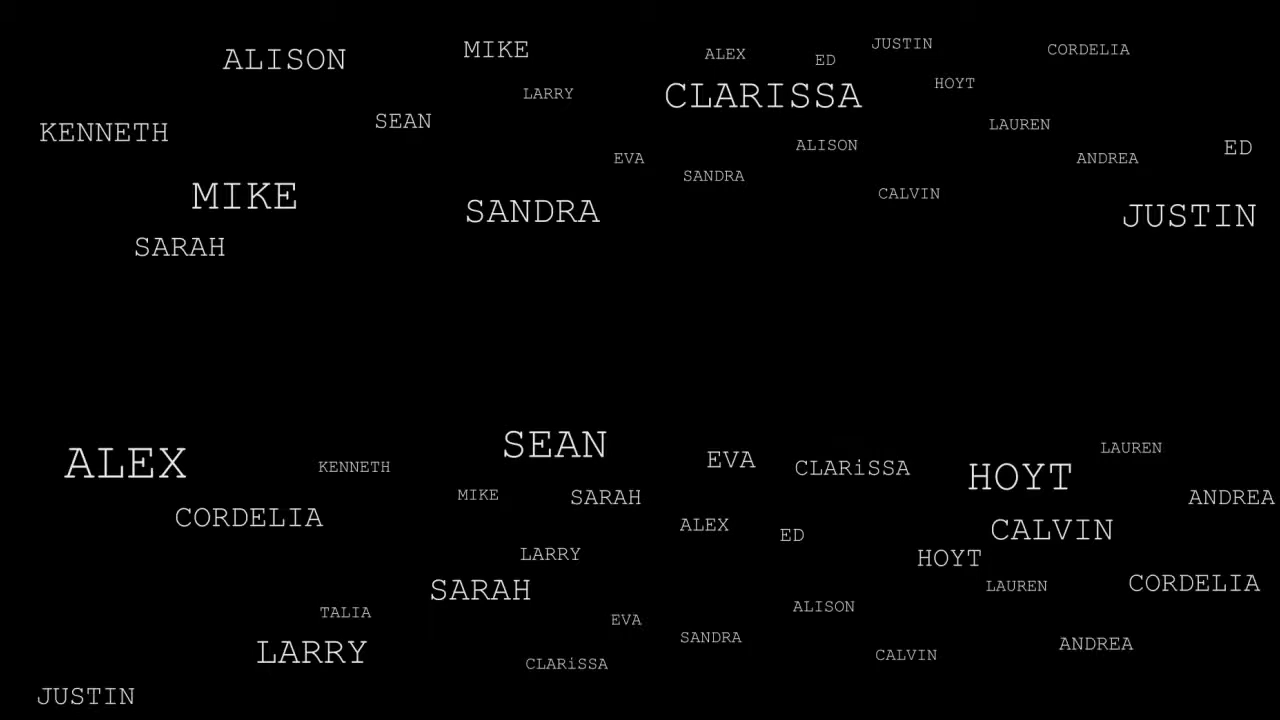 JUSTIN
MIKE
CORDELIA
ALEX
ALISON
ED
HOYT
LARRY
CLARISSA
SEAN
LAUREN
KENNETH
ALISON
ED
EVA
ANDREA
SANDRA
CALVIN
MIKE
SANDRA
JUSTIN
SARAH
SEAN
LAUREN
EVA
ALEX
KENNETH
CLARiSSA
HOYT
MIKE
SARAH
ANDREA
CORDELIA
ALEX
CALVIN
ED
LARRY
HOYT
CORDELIA
LAUREN
SARAH
ALISON
TALIA
EVA
SANDRA
ANDREA
LARRY
CALVIN
CLARiSSA
JUSTIN